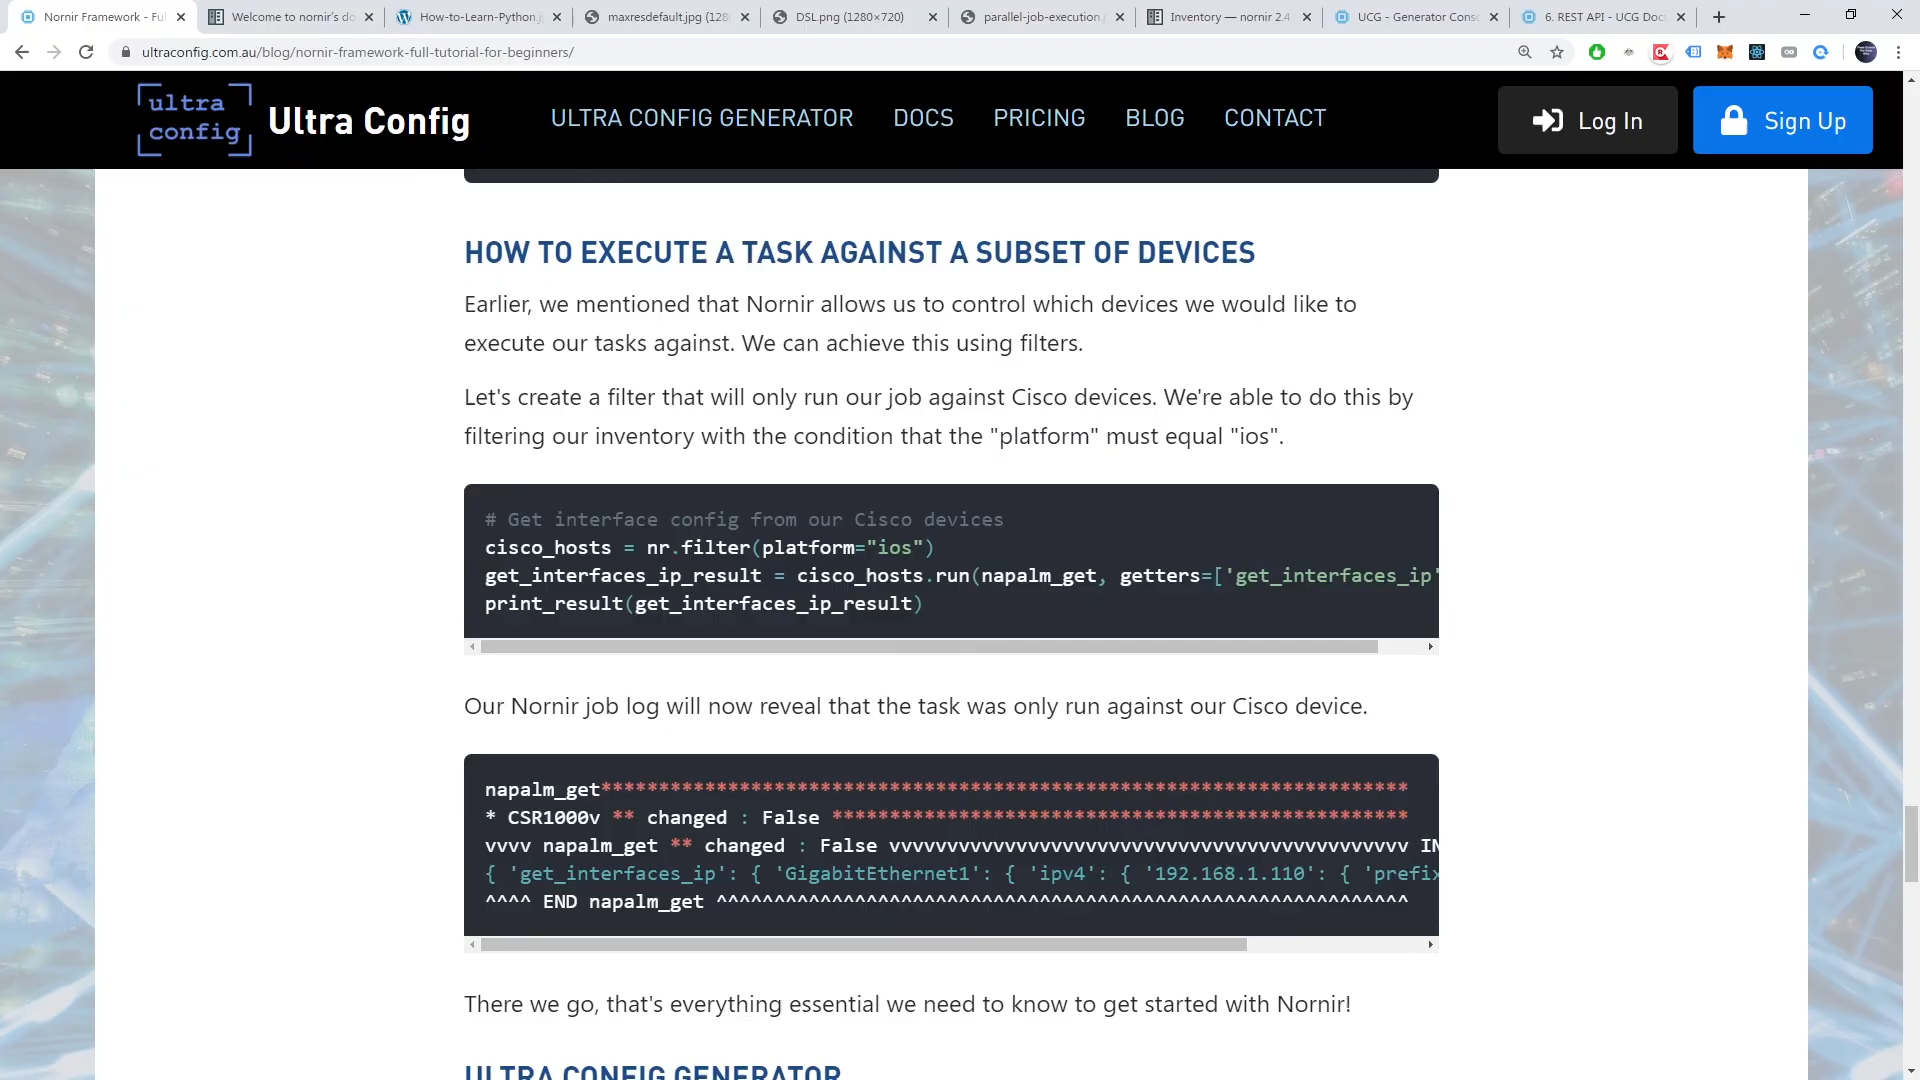 Nornir Framework - Ful
Welcome to nornir's do
How-to-Learn-Python.j
maxresdefault.jpg (128
DSL.png (1280×720)
parallel-job-execution.
Inventory — nornir 2.4
UCG - Generator Conso
6. REST API - UCG Doc
ultraconfig.com.au/blog/nornir-framework-full-tutorial-for-beginners/
ultra
config
Ultra Config
ULTRA CONFIG GENERATOR
DOCS
PRICING
BLOG
CONTACT
Log In
Sign Up
HOW TO EXECUTE A TASK AGAINST A SUBSET OF DEVICES
Earlier, we mentioned that Nornir allows us to control which devices we would like to
execute our tasks against. We can achieve this using filters.
Let's create a filter that will only run our job against Cisco devices. We're able to do this by
filtering our inventory with the condition that the "platform" must equal "ios".
# Get interface config from our Cisco devices
cisco_hosts = nr.filter(platform="ios")
get_interfaces_ip_result = cisco_hosts.run(napalm_get, getters=['get_interfaces_ip'
print_result(get_interfaces_ip_result)
Our Nornir job log will now reveal that the task was only run against our Cisco device.
napalm_get**********************************************************************
* CSR1000v ** changed : False **************************************************
vvvv napalm_get ** changed : False vvvvvvvvvvvvvvvvvvvvvvvvvvvvvvvvvvvvvvvvvvvvv IN
{ 'get_interfaces_ip': { 'GigabitEthernet1': { 'ipv4': { '192.168.1.110': { 'prefix
^^^^ END napalm_get ^^^^^^^^^^^^^^^^^^^^^^^^^^^^^^^^^^^^^^^^^^^^^^^^^^^^^^^^^^^^
There we go, that's everything essential we need to know to get started with Nornir!
ULTRA CONFIG GENERATOR